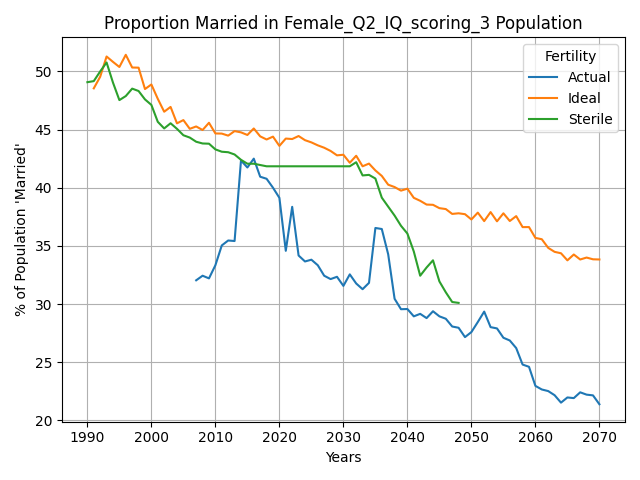 Proportion Married in Female_Q2_IQ_scoring_3 Population
% of Population 'Married'
50
45
40
35
30
25
20
1990
2000
2010
2020
2030
2040
2050
2060
2070
Years
Fertility
Actual
Ideal
Sterile